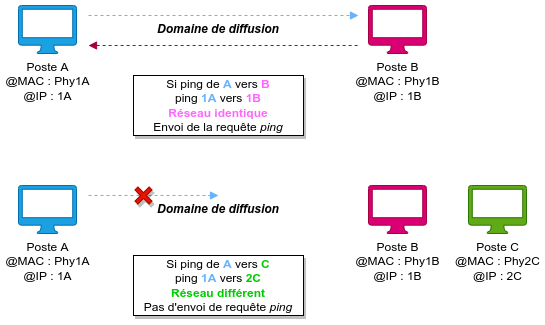 Domaine de diffusion
Poste A
@MAC : Phy1A
@IP : 1A
Poste B
@MAC : Phy1B
@IP : 1B
Si ping de A vers B
ping 1A vers 1B
Réseau identique
Envoi de la requête ping
Domaine de diffusion
Poste A
@MAC : Phy1A
@IP : 1A
Poste B
@MAC : Phy1B
@IP : 1B
Poste C
@MAC : Phy2C
@IP : 2C
Si ping de A vers C
ping 1A vers 2C
Réseau différent
Pas d'envoi de requête ping